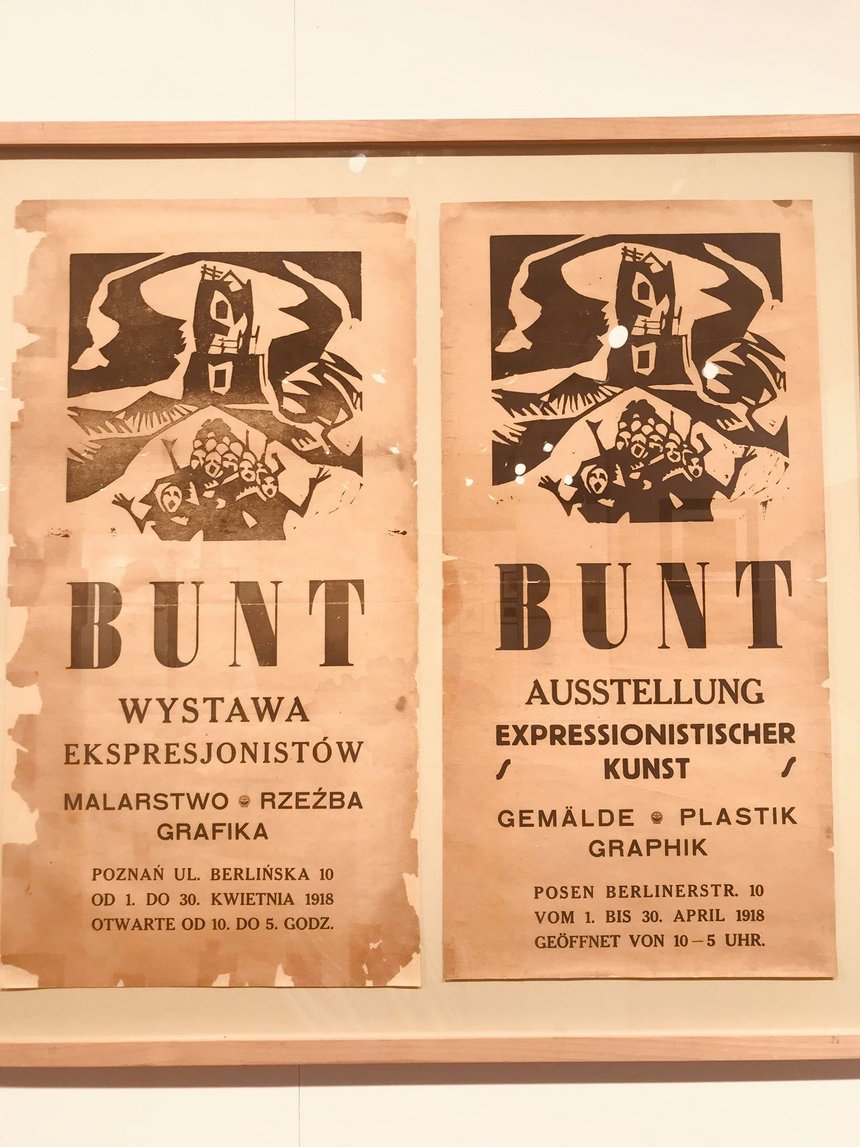 BUNT
WYSTAWA
EKSPRESJONISTÓW
MALARSTWO RZEŹBA
GRAFIKA
POZNAŃ UL. BERLIŃSKA 10
OD 1. DO 30. KWIETNIA 1918
OTWARTE OD 10. DO 5. GODZ.
BUNT
AUSSTELLUNG
EXPRESSIONISTISCHER
KUNST
GEMÄLDE PLASTIK
GRAPHIK
POSEN BERLINERSTR. 10
VOM 1. BIS 30. APRIL 1918
GEÖFFNET VON 10–5 UHR.